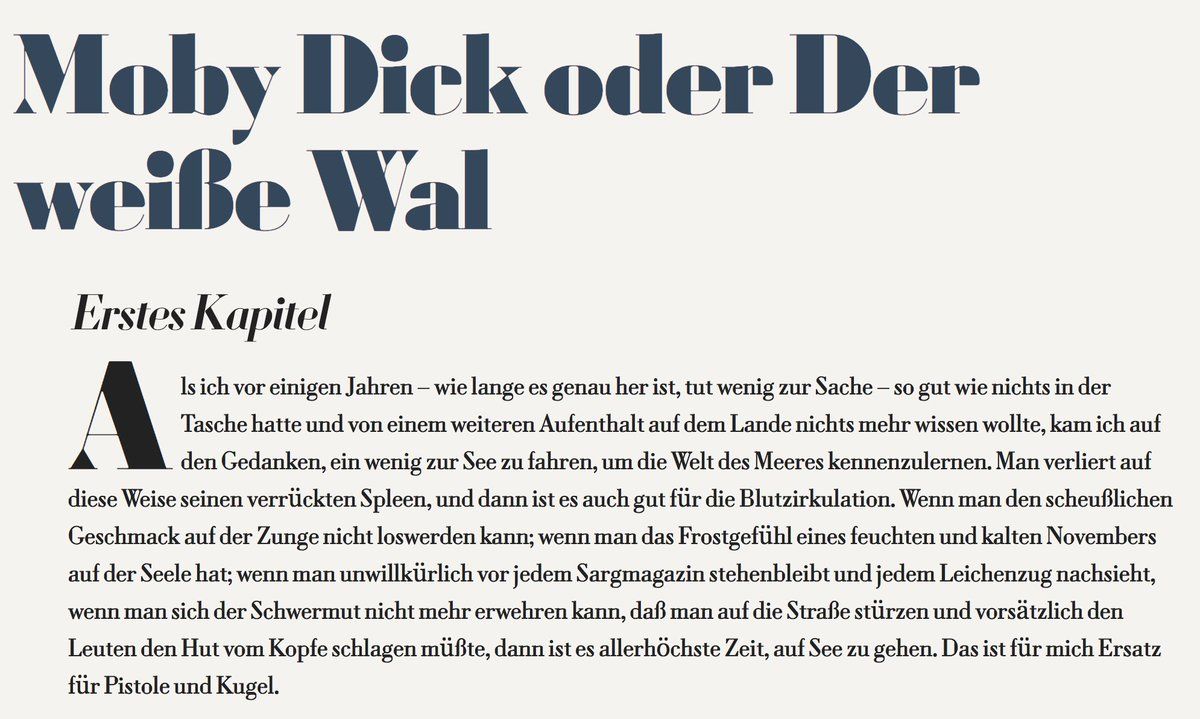 Moby Dick oder Der
weiße Wal
Erstes Kapitel
Als ich vor einigen Jahren – wie lange es genau her ist, tut wenig zur Sache – so gut wie nichts in der
Tasche hatte und von einem weiteren Aufenthalt auf dem Lande nichts mehr wissen wollte, kam ich auf
den Gedanken, ein wenig zur See zu fahren, um die Welt des Meeres kennenzulernen. Man verliert auf
diese Weise seinen verrückten Spleen, und dann ist es auch gut für die Blutzirkulation. Wenn man den scheußlichen
Geschmack auf der Zunge nicht loswerden kann; wenn man das Frostgefühl eines feuchten und kalten Novembers
auf der Seele hat; wenn man unwillkürlich vor jedem Sargmagazin stehenbleibt und jedem Leichenzug nachsieht,
wenn man sich der Schwermut nicht mehr erwehren kann, daß man auf die Straße stürzen und vorsätzlich den
Leuten den Hut vom Kopfe schlagen müßte, dann ist es allerhöchste Zeit, auf See zu gehen. Das ist für mich Ersatz
für Pistole und Kugel.